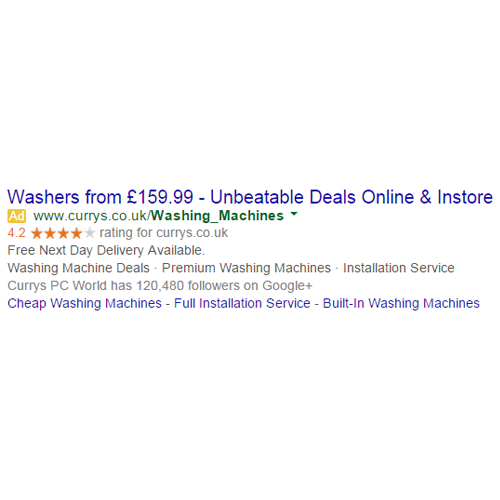 Washers from £159.99 - Unbeatable Deals Online & Instore
Ad www.currys.co.uk/Washing_Machines
4.2 ★★★★★ rating for currys.co.uk
Free Next Day Delivery Available.
Washing Machine Deals · Premium Washing Machines · Installation Service
Currys PC World has 120,480 followers on Google+
Cheap Washing Machines - Full Installation Service - Built-In Washing Machines